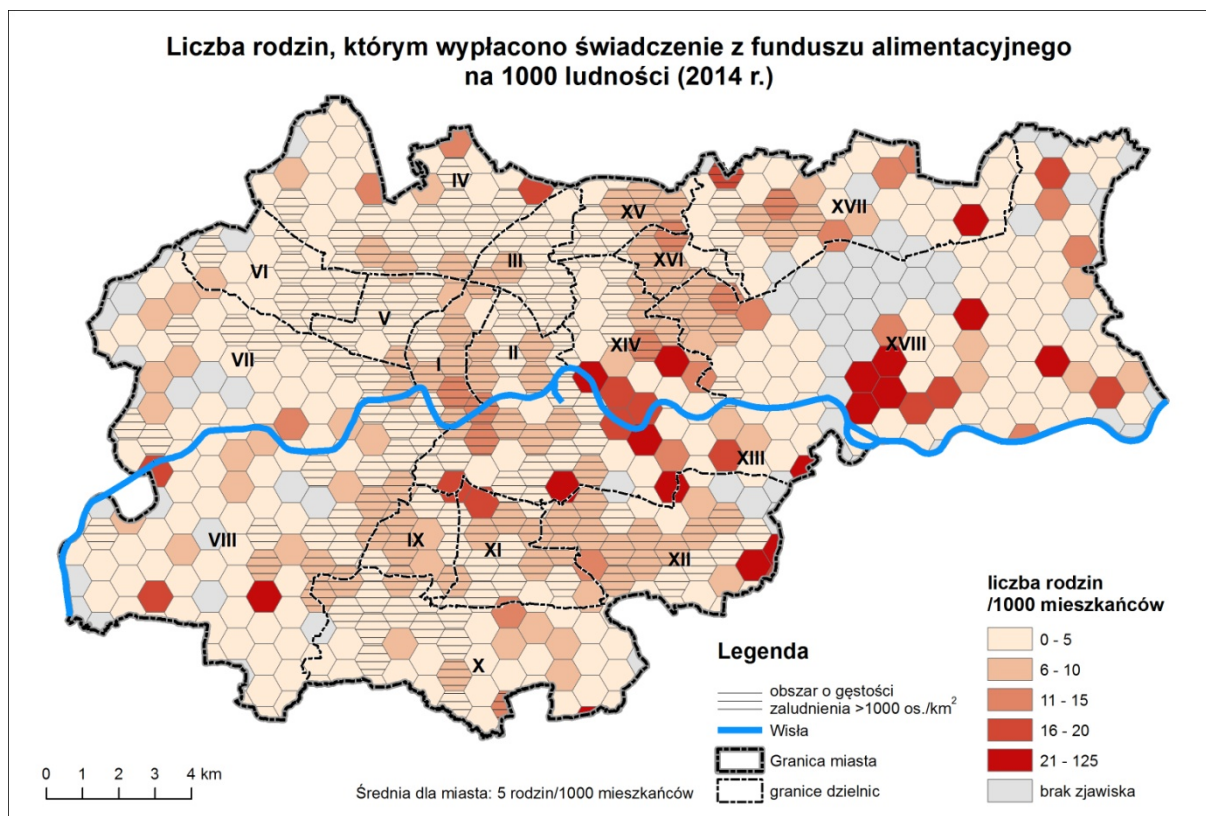 Liczba rodzin, którym wypłacono świadczenie z funduszu alimentacyjnego
na 1000 ludności (2014 r.)
IV
XV
XVII
III
XVI
VI
V
VII
I
II
XIV
XVIII
XIII
VIII
IX
XI
XII
X
Legenda
obszar o gęstości
zaludnienia >1000 os./km²
Wisła
Granica miasta
granice dzielnic
liczba rodzin
/1000 mieszkańców
0 - 5
6 - 10
11 - 15
16 - 20
21 - 125
brak zjawiska
0 1 2 3 4 km
Średnia dla miasta: 5 rodzin/1000 mieszkańców